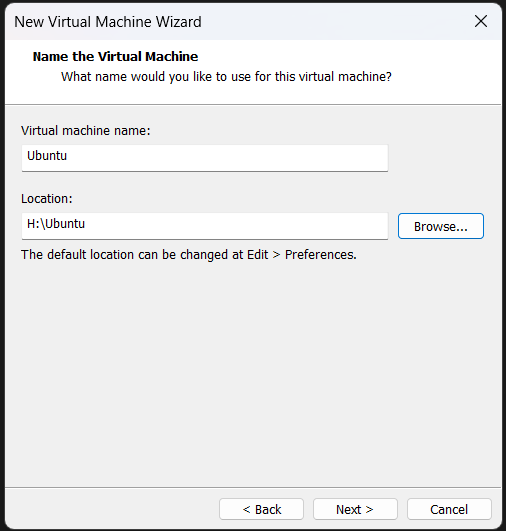 New Virtual Machine Wizard
Name the Virtual Machine
What name would you like to use for this virtual machine?
Virtual machine name:
Ubuntu
Location:
H:\Ubuntu
Browse...
The default location can be changed at Edit > Preferences.
< Back
Next >
Cancel